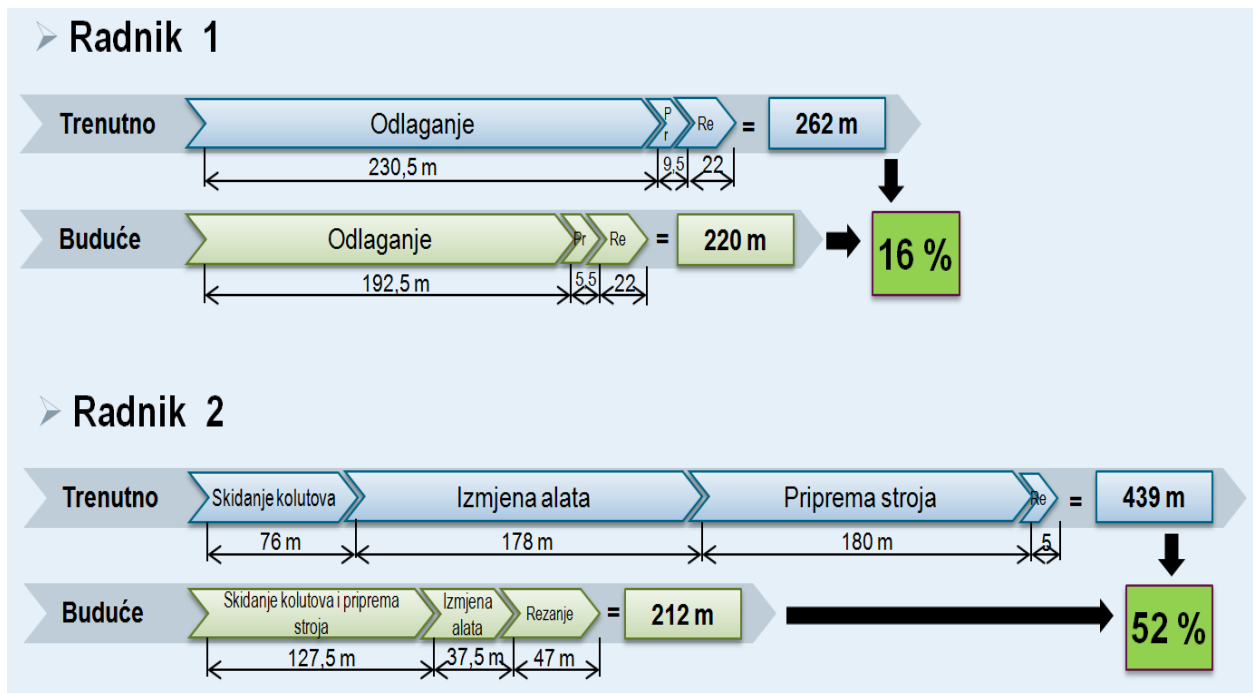 Radnik 1
Trenutno
Odlaganje
P
r
Re
=
262 m
230,5 m
9,5
22
Buduće
Odlaganje
Pr
Re
=
220 m
16 %
192,5 m
5,5
22
Radnik 2
Trenutno
Skidanje kolutova
Izmjena alata
Priprema stroja
Re
=
439 m
76 m
178 m
180 m
5
Buduće
Skidanje kolutova i priprema
stroja
Izmjena
alata
Rezanje
=
212 m
52 %
127,5 m
37,5 m
47 m